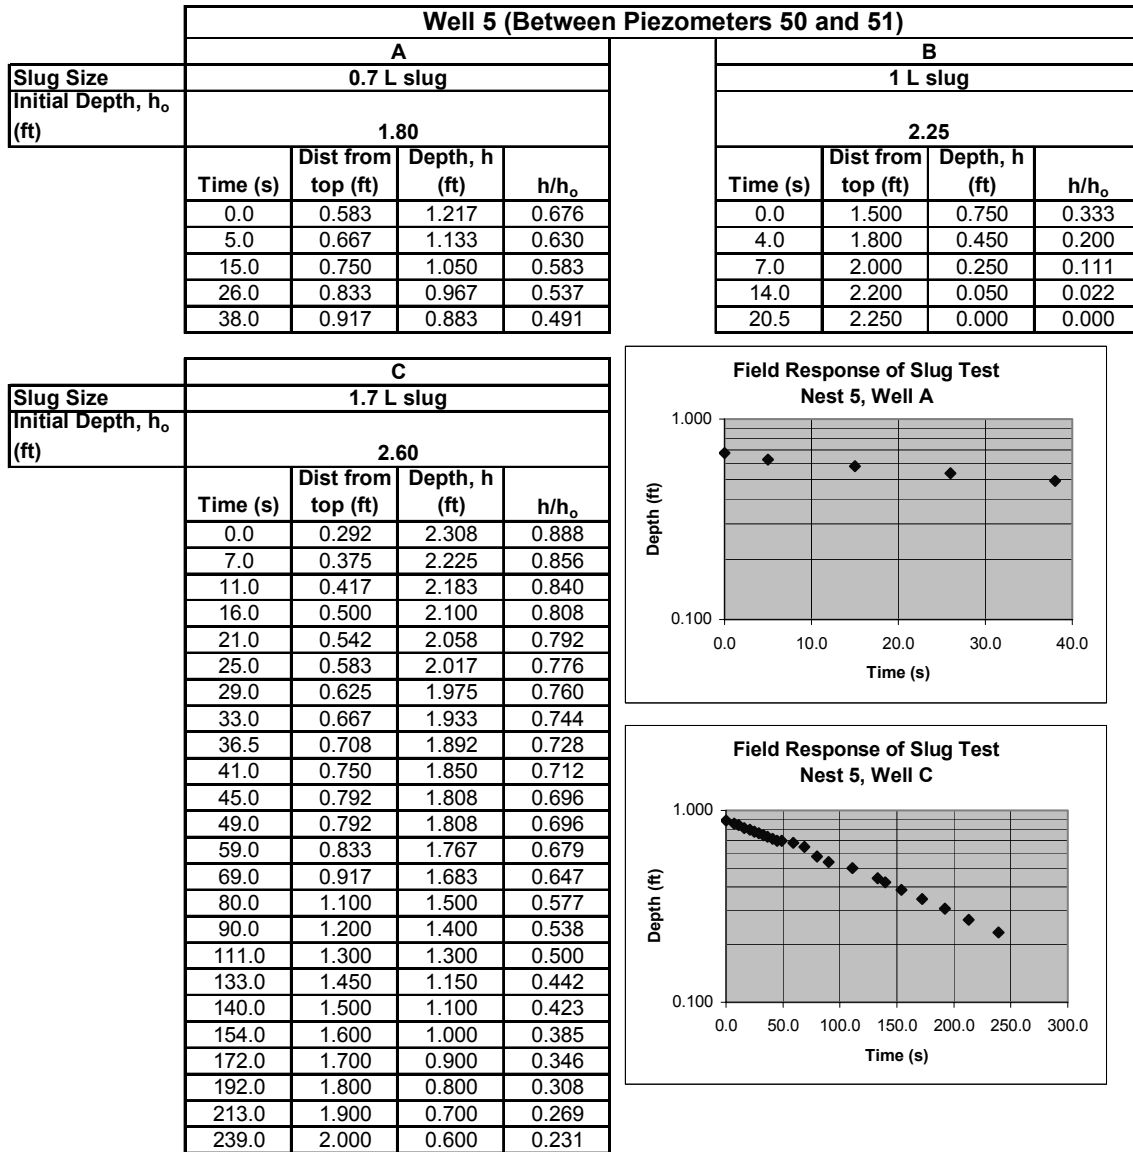 Well 5 (Between Piezometers 50 and 51)
A B
Slug Size 0.7 L slug 1 L slug
Initial Depth, ho
(ft) 1.80 2.25
Dist from Depth, h Dist from Depth, h
Time (s) top (ft) (ft) h/ho Time (s) top (ft) (ft) h/ho
0.0 0.583 1.217 0.676 0.0 1.500 0.750 0.333
5.0 0.667 1.133 0.630 4.0 1.800 0.450 0.200
15.0 0.750 1.050 0.583 7.0 2.000 0.250 0.111
26.0 0.833 0.967 0.537 14.0 2.200 0.050 0.022
38.0 0.917 0.883 0.491 20.5 2.250 0.000 0.000
C
Slug Size 1.7 L slug
Initial Depth, ho
(ft) 2.60
Dist from Depth, h
Time (s) top (ft) (ft) h/ho
0.0 0.292 2.308 0.888
7.0 0.375 2.225 0.856
11.0 0.417 2.183 0.840
16.0 0.500 2.100 0.808
21.0 0.542 2.058 0.792
25.0 0.583 2.017 0.776
29.0 0.625 1.975 0.760
33.0 0.667 1.933 0.744
36.5 0.708 1.892 0.728
41.0 0.750 1.850 0.712
45.0 0.792 1.808 0.696
49.0 0.792 1.808 0.696
59.0 0.833 1.767 0.679
69.0 0.917 1.683 0.647
80.0 1.100 1.500 0.577
90.0 1.200 1.400 0.538
111.0 1.300 1.300 0.500
133.0 1.450 1.150 0.442
140.0 1.500 1.100 0.423
154.0 1.600 1.000 0.385
172.0 1.700 0.900 0.346
192.0 1.800 0.800 0.308
213.0 1.900 0.700 0.269
239.0 2.000 0.600 0.231
Field Response of Slug Test
Nest 5, Well A
1.000
Depth (ft)
0.100
0.0 10.0 20.0 30.0 40.0
Time (s)
Field Response of Slug Test
Nest 5, Well C
1.000
Depth (ft)
0.100
0.0 50.0 100.0 150.0 200.0 250.0 300.0
Time (s)